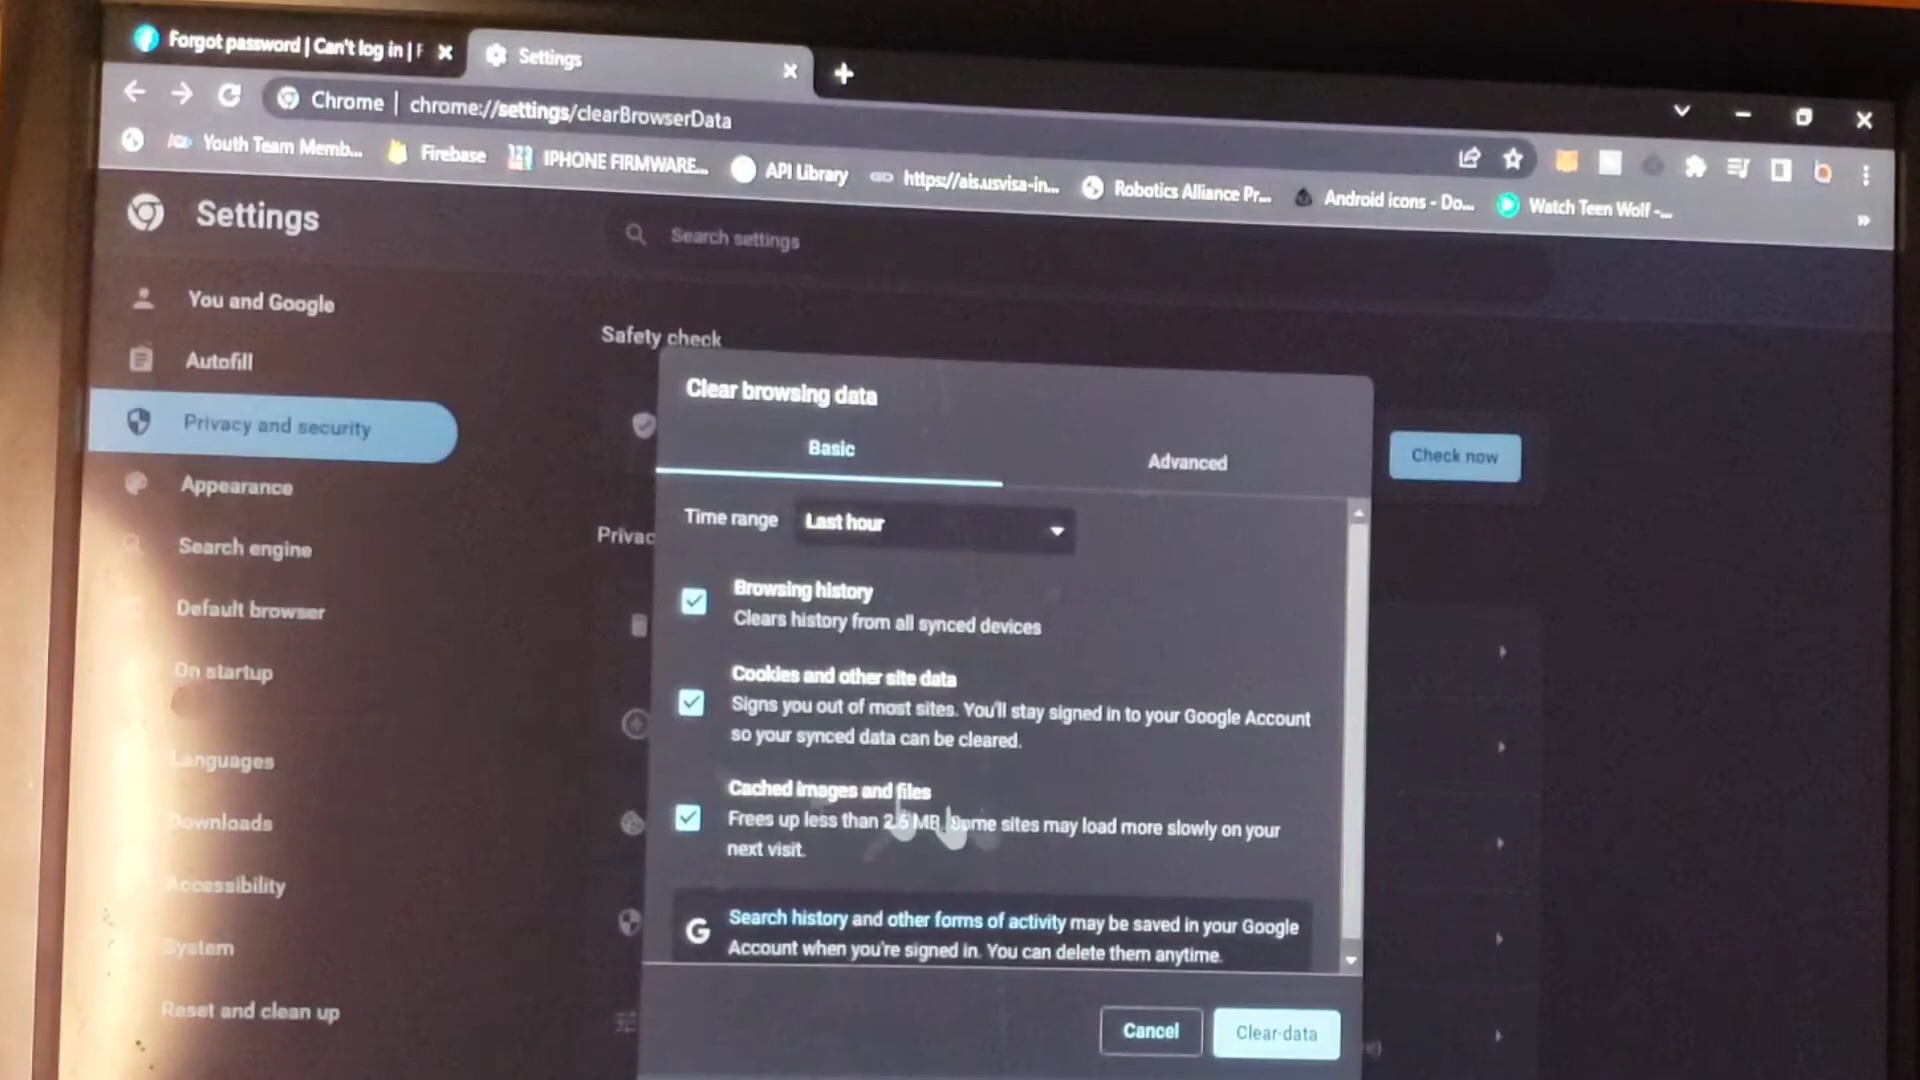 Forgot password | Can't log in | F
Settings
Chrome | chrome://settings/clearBrowserData
Youth Team Memb...
Firebase
123
IPHONE FIRMWARE...
API Library
https://ais.usvisa-in...
Robotics Alliance Pr...
Android icons - Do...
Watch Teen Wolf -...
»
Settings
Search settings
You and Google
Autofill
Privacy and security
Appearance
Search engine
Default browser
On startup
Languages
Downloads
Accessibility
System
Reset and clean up
Safety check
Check now
Privac
Clear browsing data
Basic
Advanced
Time range
Last hour
Browsing history
Clears history from all synced devices
Cookies and other site data
Signs you out of most sites. You'll stay signed in to your Google Account
so your synced data can be cleared.
Cached images and files
Frees up less than 2.6 MB. Some sites may load more slowly on your
next visit.
G
Search history and other forms of activity may be saved in your Google
Account when you're signed in. You can delete them anytime.
Cancel
Clear data